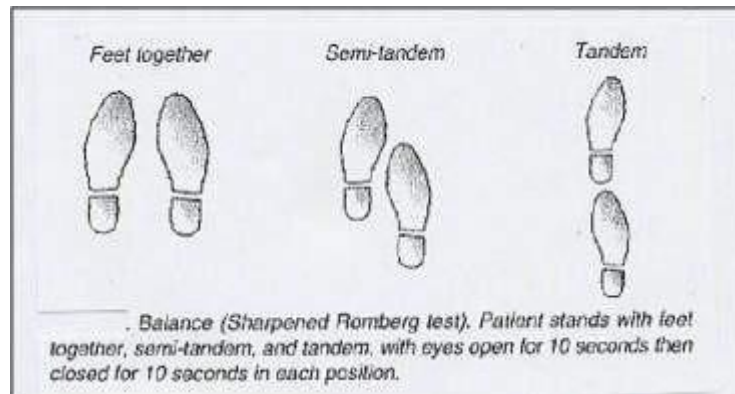 Feet together Semi-tandem Tandem
. Balance (Sharpened Romberg test). Patient stands with feet
together, semi-tandem, and tandem, with eyes open for 10 seconds then
closed for 10 seconds in each position.